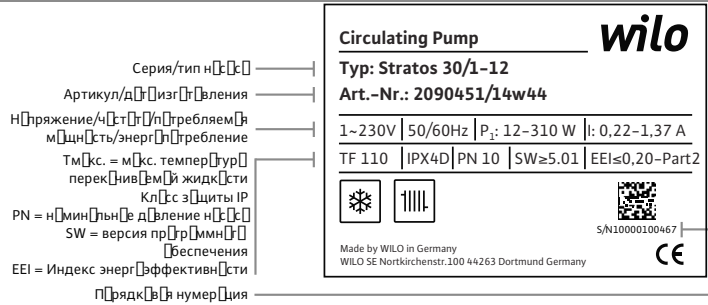 wilo
Circulating Pump
Typ: Stratos 30/1-12
Art.-Nr.: 2090451/14w44
1~230V 50/60Hz P₁: 12-310 W I: 0,22-1,37 A
TF 110 IPX4D PN 10 SW≥5.01 EEI≤0,20-Part2
S/N10000100467
Made by WILO in Germany
WILO SE Nortkirchenstr.100 44263 Dortmund Germany
CE
Серия/тип н□с□с□
Артикул/д□т□изг□т□вления
Н□пряжение/ч□ст□т□/п□требляем□я
м□щн□сть/энерг□п□требление
Тм□кс. = м□кс. темпер□тур□
перек□чив□ем□й жидк□сти
Кл□сс з□щиты IP
PN = н□мин□льн□е д□вление н□с□с□
SW = версия пр□гр□ммн□г□
□беспечения
EEI = Индекс энерг□эффективн□сти
П□рядк□в□я нумер□ция